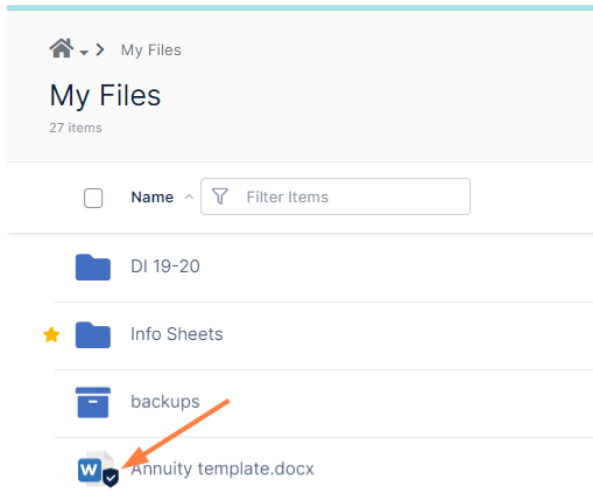 My Files
My Files
27 items
Name Filter Items
DI 19-20
Info Sheets
backups
W Annuity template.docx